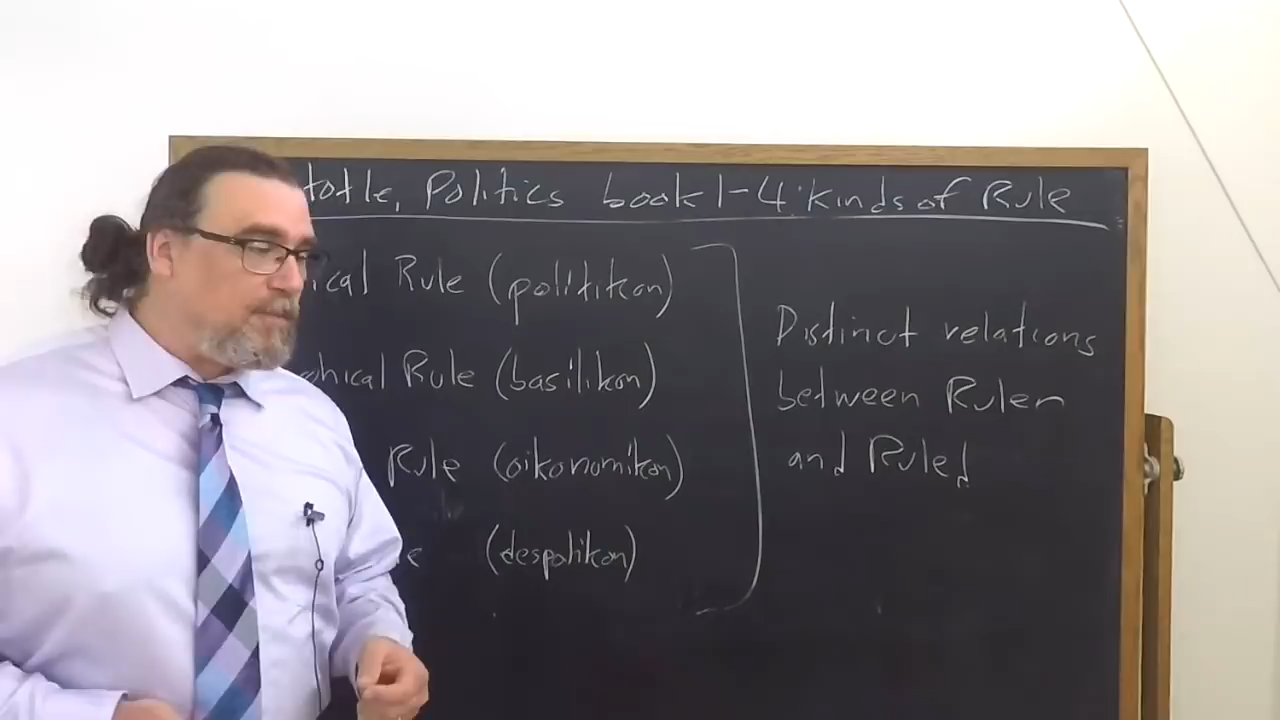 totle, Politics book 1-4: kinds of Rule
ical Rule (politikon)
chical Rule (basilikon)
Rule (oikonomikon)
e (despotikon)
Distinct relations
between Ruler
and Ruled